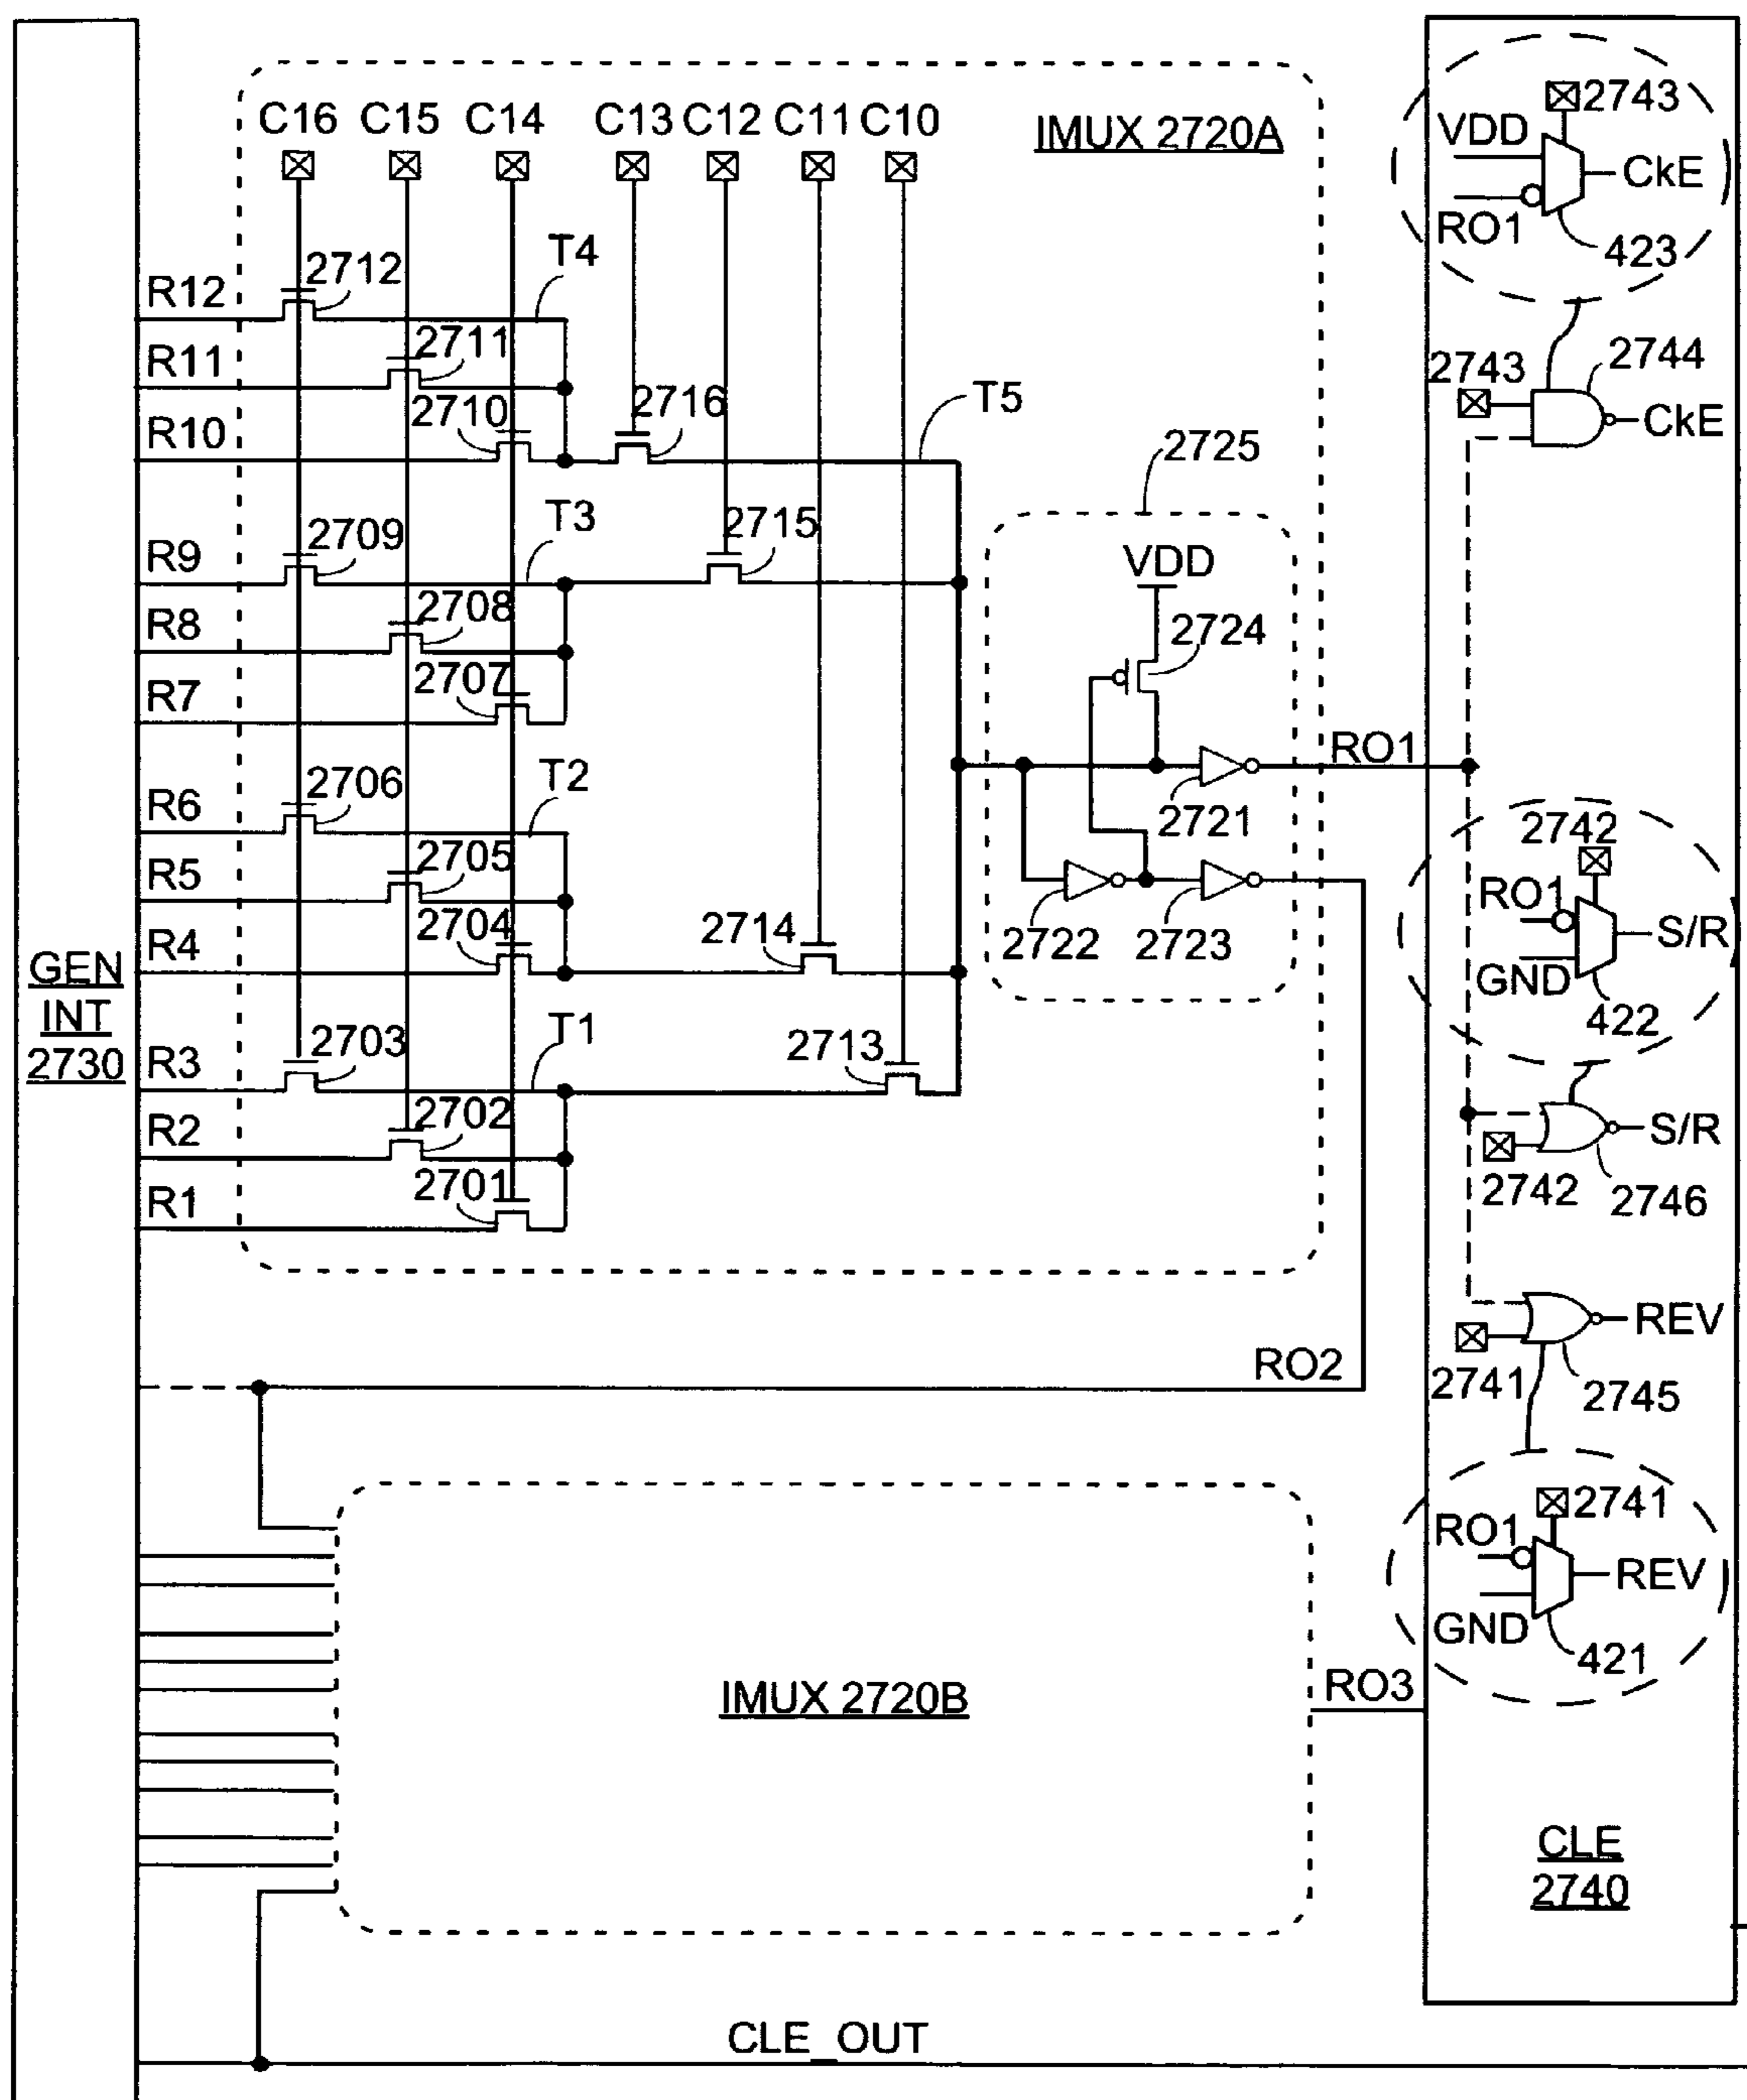 C16 C15 C14 C13 C12 C11 C10
IMUX 2720A
2743
VDD
CkE
RO1
423
R12
2712
T4
R11
2711
2743
2744
R10
2710
2716
T5
CkE
2725
R9
2709
T3
2715
VDD
R8
2708
2724
R7
2707
RO1
R6
2706
T2
2721
2742
R5
2705
RO1
S/R
R4
2704
2714
2722
2723
GND
422
GEN
INT
2730
R3
2703
T1
2713
R2
2702
S/R
R1
2701
2742
2746
REV
RO2
2741
2745
2741
RO1
REV
GND
421
IMUX 2720B
RO3
CLE
2740
CLE_OUT